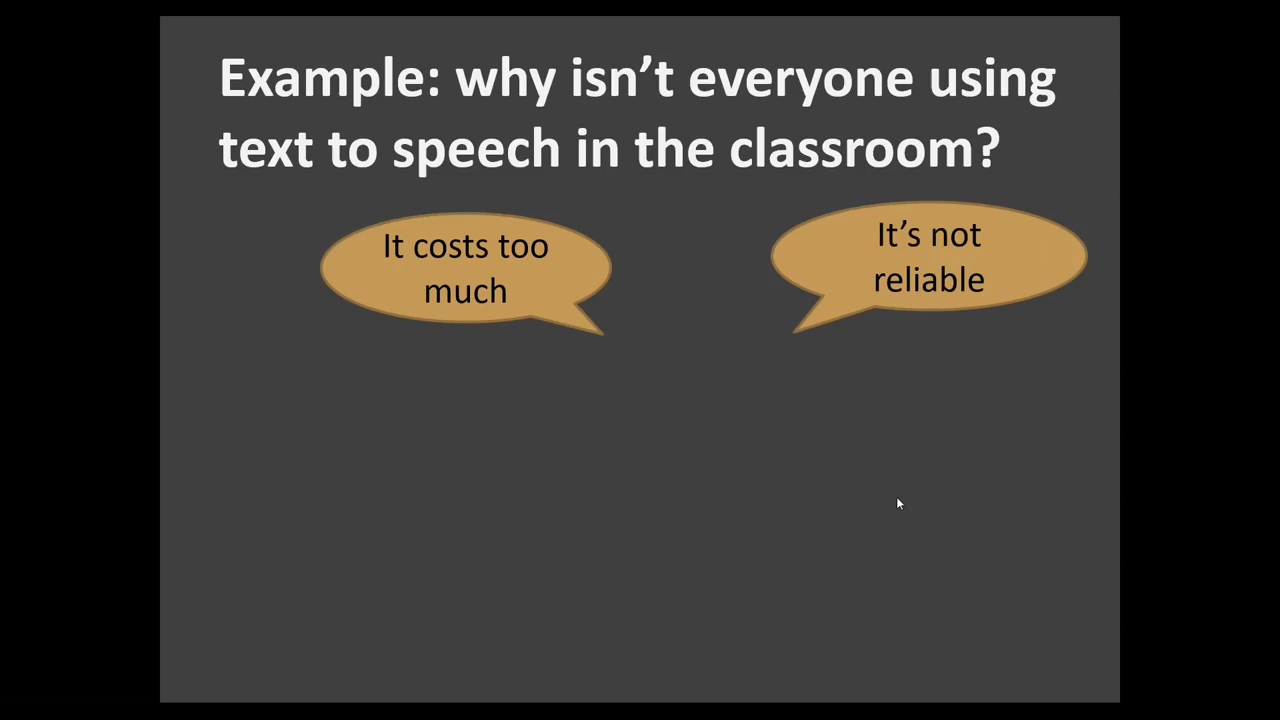 Example: why isn’t everyone using
text to speech in the classroom?
It costs too
much
It’s not
reliable